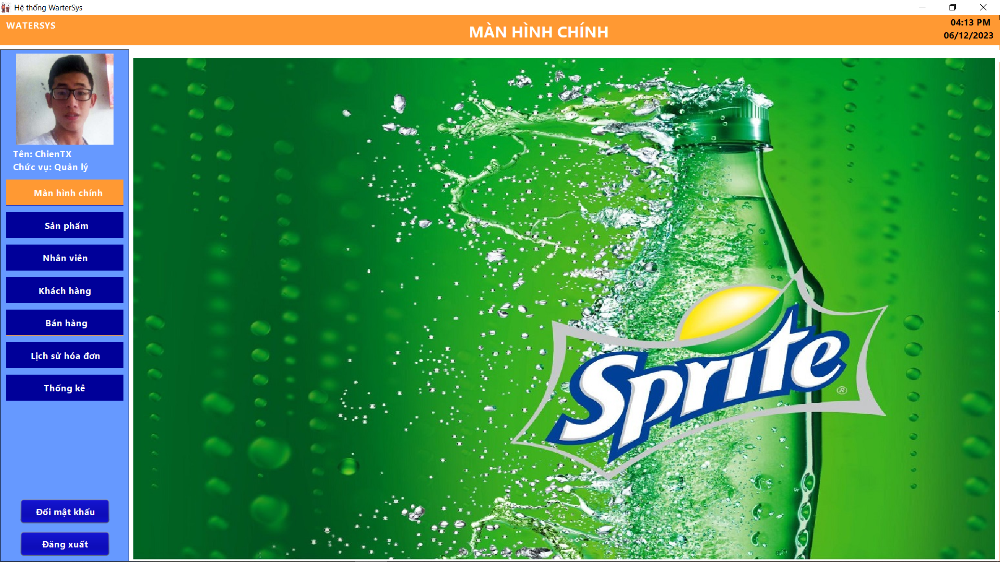 Hệ thống WarterSys
WATERSYS
MÀN HÌNH CHÍNH
04:13 PM
06/12/2023
Tên: ChienTX
Chức vụ: Quản lý
Màn hình chính
Sản phẩm
Nhân viên
Khách hàng
Bán hàng
Lịch sử hóa đơn
Thống kê
Đổi mật khẩu
Đăng xuất
Sprite
®